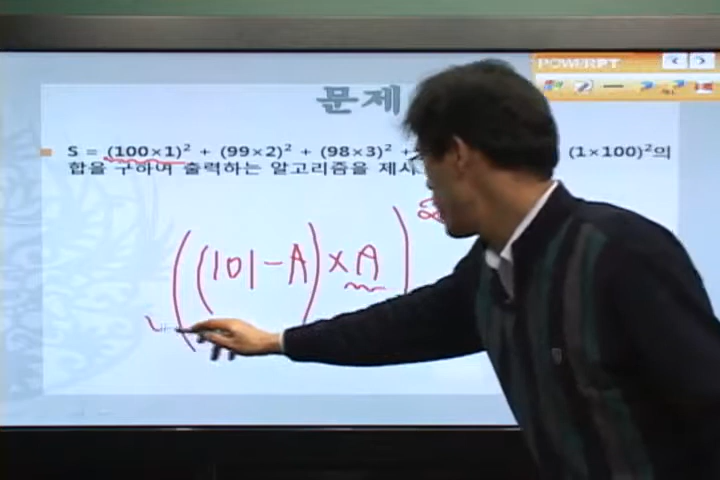 POWERPT
문제
S = (100×1)² + (99×2)² + (98×3)² + (1×100)²의
합을 구하여 출력하는 알고리즘을 제시
((101-A)×A)²